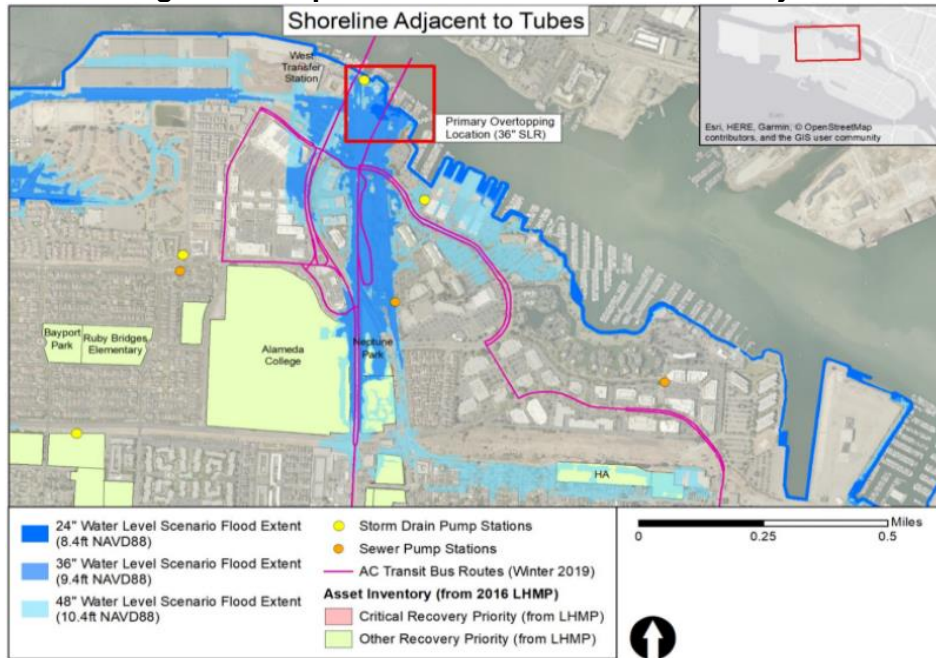 Shoreline Adjacent to Tubes
West
Transfer
Station
Primary Overtopping
Location (36" SLR)
Esri, HERE, Garmin, © OpenStreetMap
contributors, and the GIS user community
Bayport
Park
Ruby Bridges
Elementary
Alameda
College
Neptune
Park
HA
24" Water Level Scenario Flood Extent
(8.4ft NAVD88)
36" Water Level Scenario Flood Extent
(9.4ft NAVD88)
48" Water Level Scenario Flood Extent
(10.4ft NAVD88)
Storm Drain Pump Stations
Sewer Pump Stations
AC Transit Bus Routes (Winter 2019)
Asset Inventory (from 2016 LHMP)
Critical Recovery Priority (from LHMP)
Other Recovery Priority (from LHMP)
Miles
0 0.25 0.5